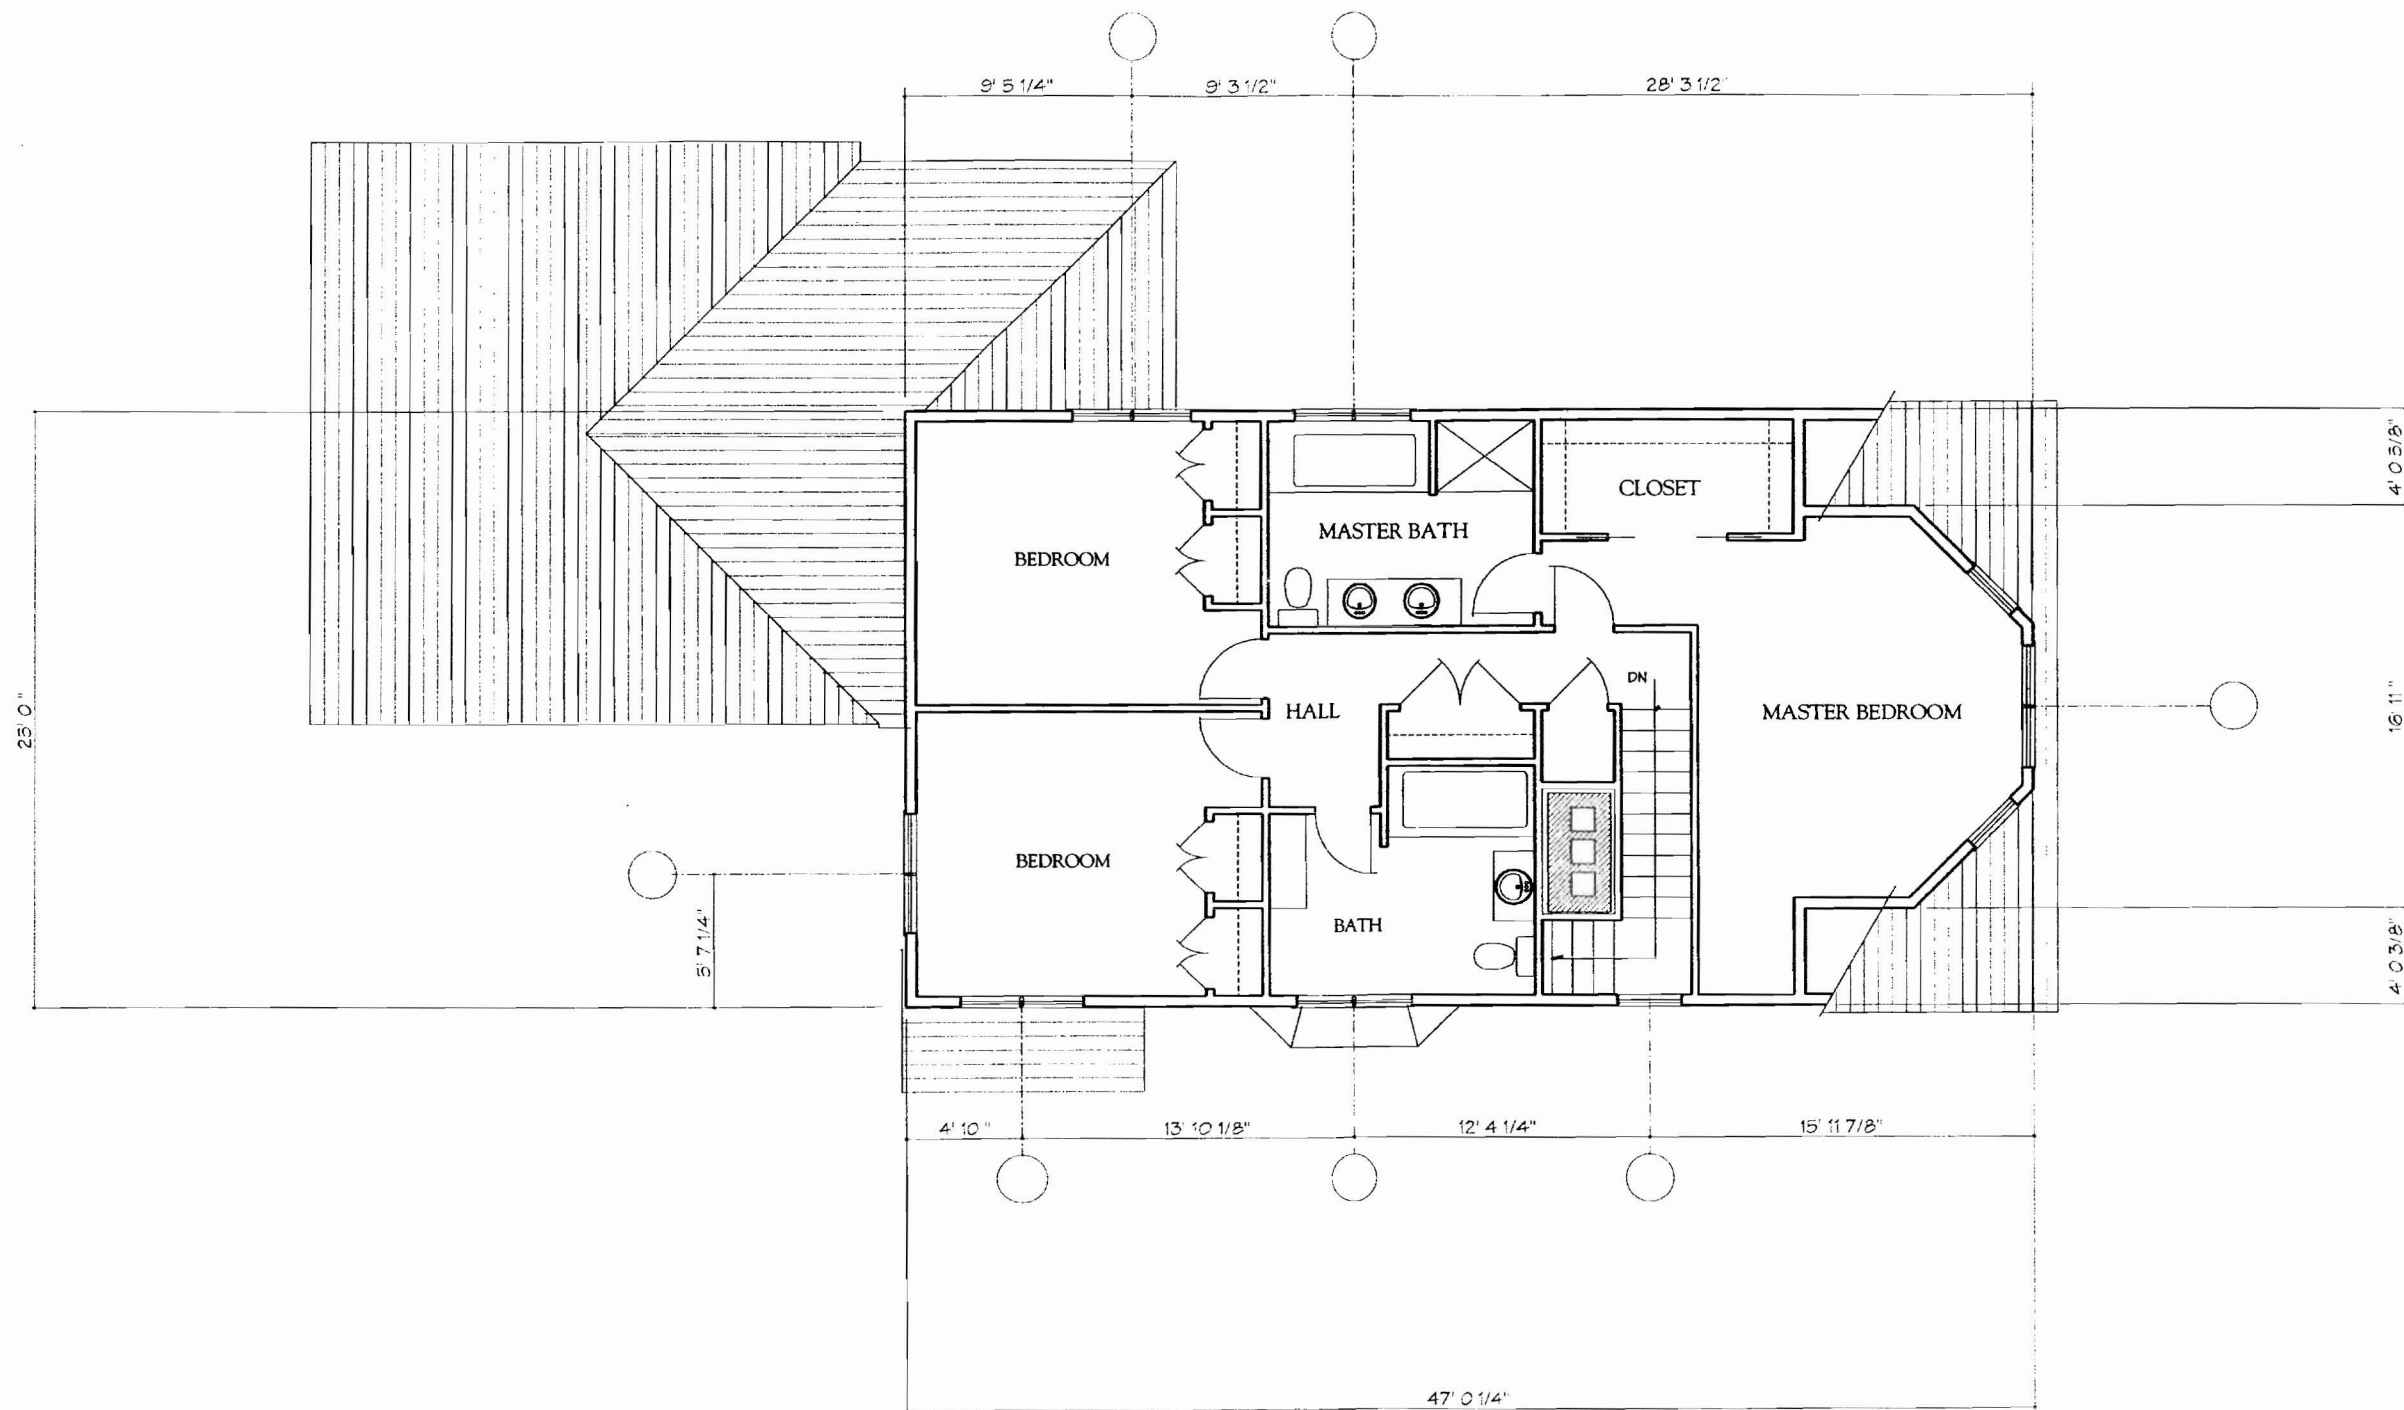 9' 5 1/4" 9' 3 1/2" 28' 3 1/2"
4' 0 3/8"
CLOSET
MASTER BATH
BEDROOM
DN
25' 0"
HALL
MASTER BEDROOM
16' 11"
BEDROOM
5' 7 1/4"
BATH
4' 0 3/8"
4' 10" 13' 10 1/8" 12' 4 1/4" 15' 11 7/8"
47' 0 1/4"